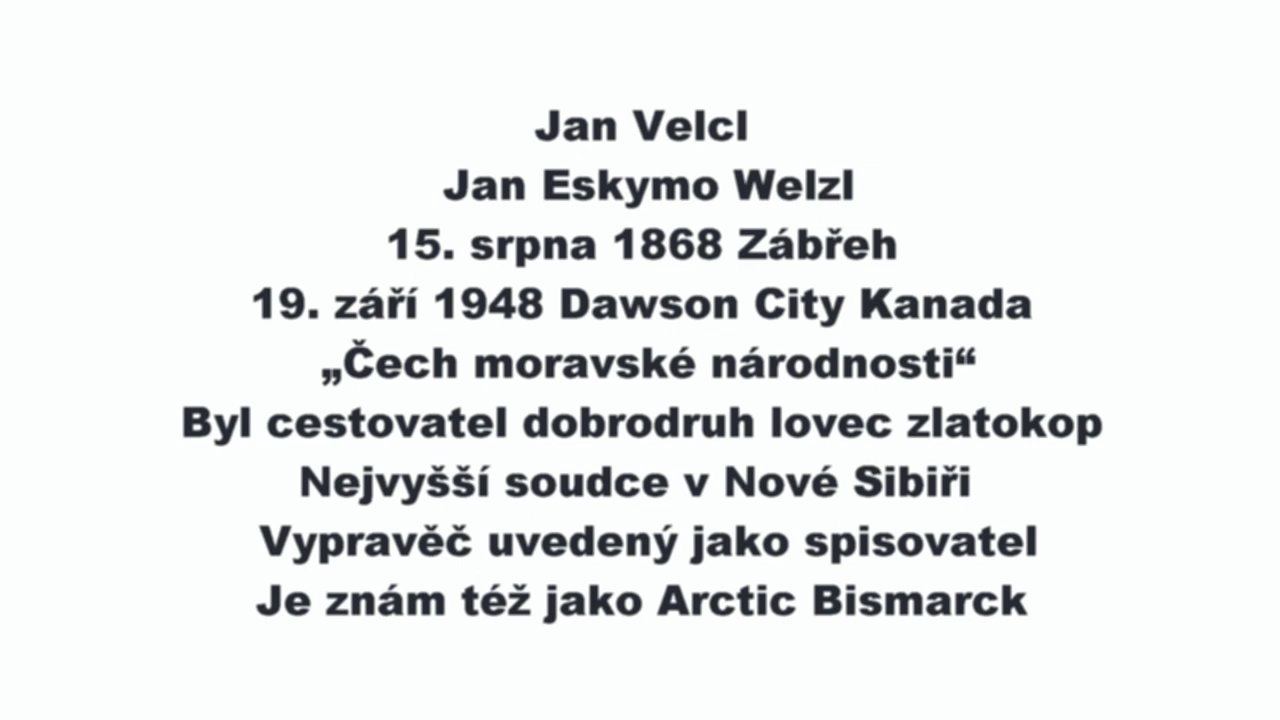 Jan Velcl
Jan Eskymo Welzl
15. srpna 1868 Zábřeh
19. září 1948 Dawson City Kanada
„Čech moravské národnosti“
Byl cestovatel dobrodruh lovec zlatokop
Nejvyšší soudce v Nové Sibiři
Vypravěč uvedený jako spisovatel
Je znám též jako Arctic Bismarck